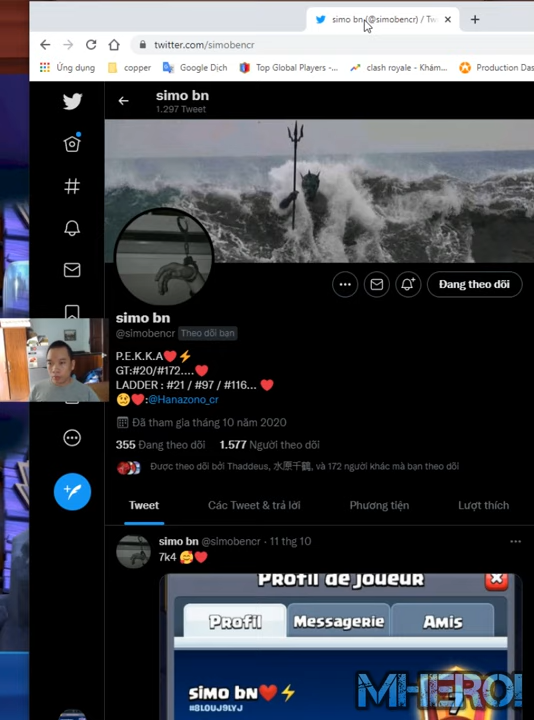 simo bn (@simobencr) / Tw
twitter.com/simobencr
Ứng dụng copper Google Dịch Top Global Players -... clash royale - Khám... Production Das
simo bn
1.297 Tweet
Đang theo dõi
simo bn
@simobencr Theo dõi bạn
P.E.K.K.A❤️⚡
GT:#20/#172....❤️
LADDER : #21 / #97 / #116... ❤️
❤️:@Hanazono_cr
Đã tham gia tháng 10 năm 2020
355 Đang theo dõi 1.577 Người theo dõi
Được theo dõi bởi Thaddeus, 水原千鶴, và 172 người khác mà bạn theo dõi
Tweet Các Tweet & trả lời Phương tiện Lượt thích
simo bn @simobencr · 11 thg 10
7k4 🥰❤️
Profil de joueur
Profil Messagerie Amis
simo bn❤️⚡
MHERO!